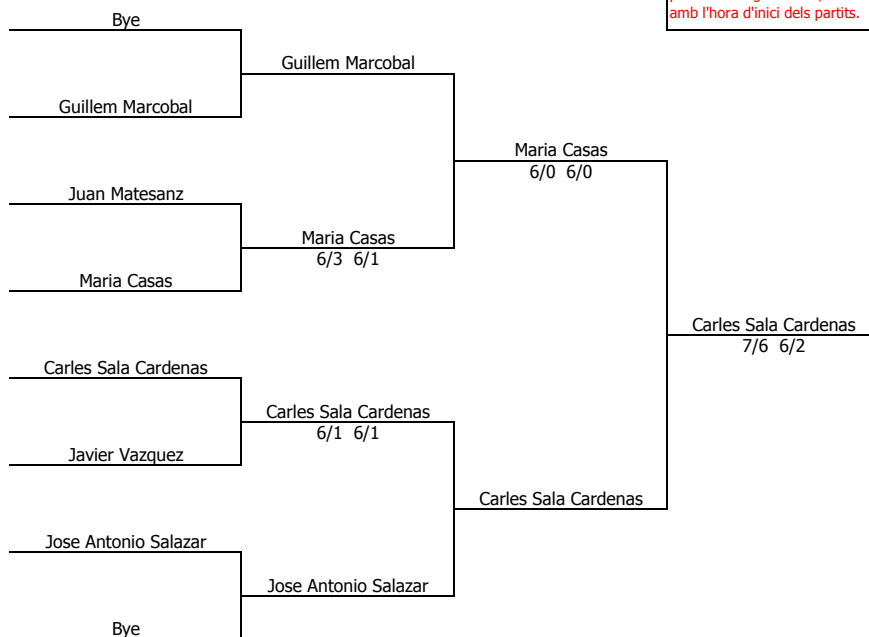 amb l'hora d'inici dels partits.
Bye
Guillem Marcobal
Guillem Marcobal
Maria Casas
6/0 6/0
Juan Matesanz
Maria Casas
6/3 6/1
Maria Casas
Carles Sala Cardenas
7/6 6/2
Carles Sala Cardenas
Carles Sala Cardenas
6/1 6/1
Javier Vazquez
Carles Sala Cardenas
Jose Antonio Salazar
Jose Antonio Salazar
Bye